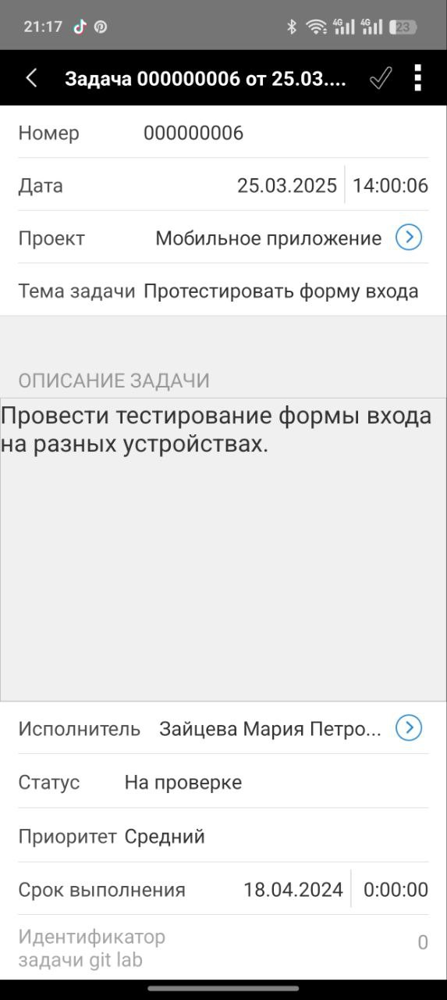 21:17 4G 4G 23
Задача 000000006 от 25.03....
Номер 000000006
Дата 25.03.2025 14:00:06
Проект Мобильное приложение
Тема задачи Протестировать форму входа
ОПИСАНИЕ ЗАДАЧИ
Провести тестирование формы входа
на разных устройствах.
Исполнитель Зайцева Мария Петро...
Статус На проверке
Приоритет Средний
Срок выполнения 18.04.2024 0:00:00
Идентификатор 0
задачи git lab